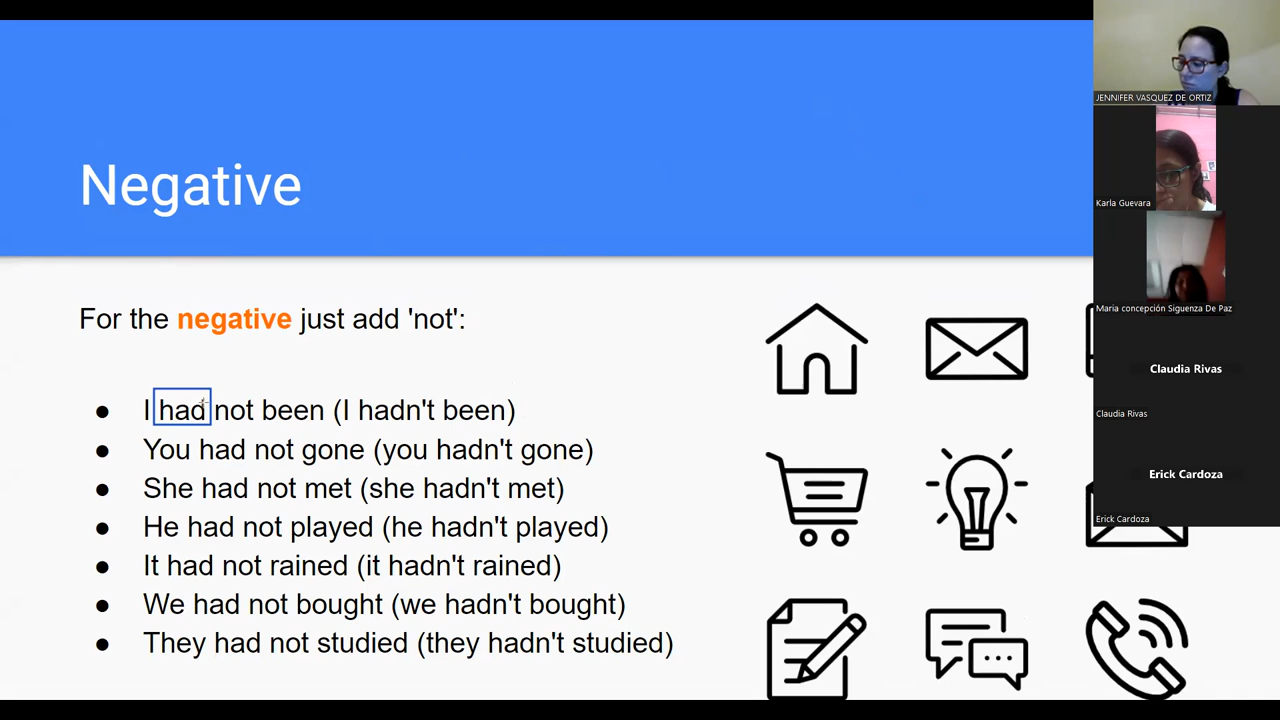 Negative
For the negative just add 'not':
● I had not been (I hadn't been)
● You had not gone (you hadn't gone)
● She had not met (she hadn't met)
● He had not played (he hadn't played)
● It had not rained (it hadn't rained)
● We had not bought (we hadn't bought)
● They had not studied (they hadn't studied)
JENNIFER VASQUEZ DE ORTIZ
Karla Guevara
Maria concepción Siguenza De Paz
Claudia Rivas
Claudia Rivas
Erick Cardoza
Erick Cardoza